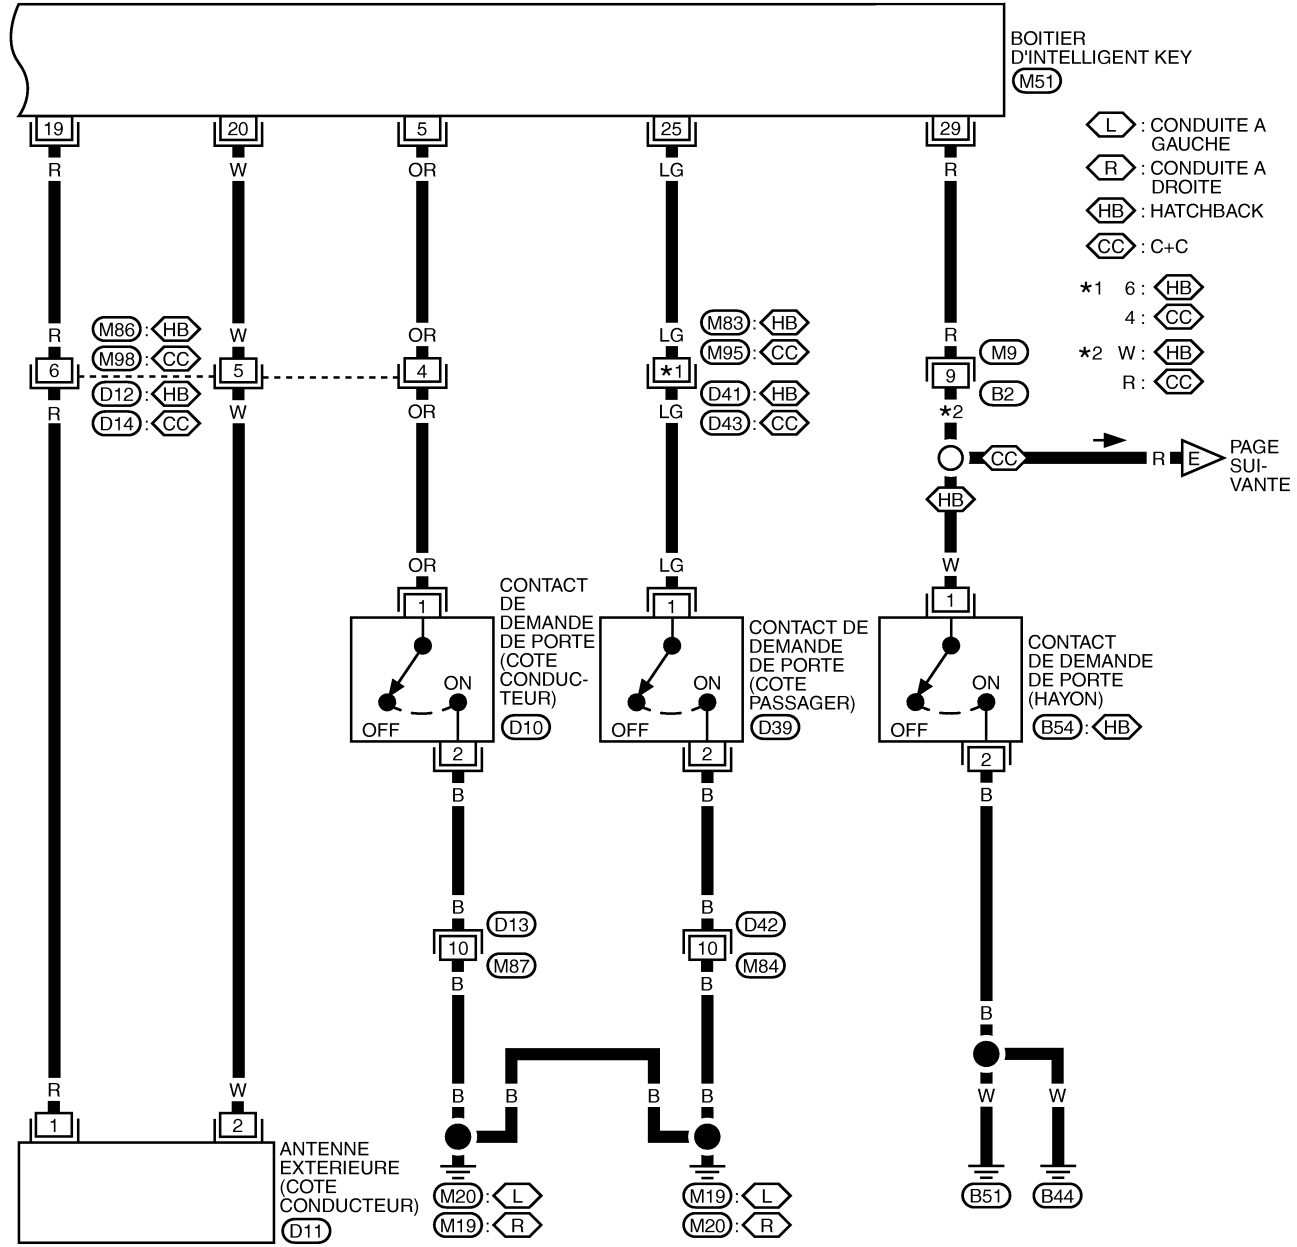 BOITIER
D'INTELLIGENT KEY
M51
19 20 5 25 29
R W OR LG R
L : CONDUITE A
GAUCHE
R : CONDUITE A
DROITE
HB : HATCHBACK
CC : C+C
*1 6 : HB
4 : CC
*2 W : HB
R : CC
R W OR LG R
M86 : HB
M98 : CC
M83 : HB
M95 : CC
M9
6 5 4 *1 9
D12 : HB
D14 : CC
D41 : HB
D43 : CC
B2
R W OR LG *2
CC R E
PAGE
SUI-
VANTE
HB
OR LG W
1 1 1
CONTACT
DE
DEMANDE
DE PORTE
(COTE
CONDUC-
TEUR)
D10
CONTACT DE
DEMANDE
DE PORTE
(COTE
PASSAGER)
D39
CONTACT
DE DEMANDE
DE PORTE
(HAYON)
B54 : HB
ON ON ON
OFF OFF OFF
2 2 2
B B B
B B
D13 D42
10 10
M87 M84
B B
B
R W B B B B W W
1 2
ANTENNE
EXTERIEURE
(COTE
CONDUCTEUR)
D11
M20 : L
M19 : R
M19 : L
M20 : R
B51 B44